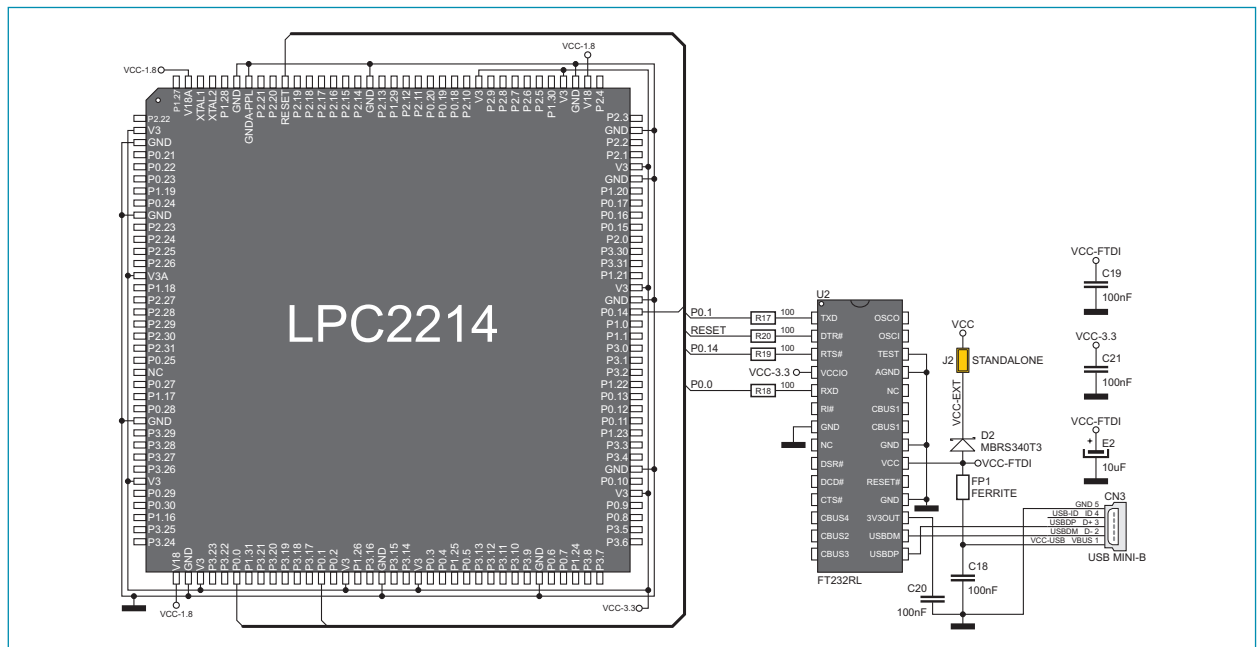 VCC-1.8
VCC-1.8
P1.27
V18A
XTAL1
XTAL2
P1.28
GND
GNDA-PPL
P2.21
P2.20
RESET
P2.19
P2.18
P2.17
P2.16
P2.15
P2.14
GND
P2.13
P1.29
P2.12
P2.11
P0.20
P0.19
P0.18
P2.10
V3
P2.9
P2.8
P2.7
P2.6
P2.5
P1.30
V3
GND
V18
P2.4
P2.22
V3
GND
P0.21
P0.22
P0.23
P1.19
P0.24
GND
P2.23
P2.24
P2.25
P2.26
V3A
P1.18
P2.27
P2.28
P2.29
P2.30
P2.31
P0.25
NC
P0.27
P1.17
P0.28
GND
P3.29
P3.28
P3.27
P3.26
V3
P0.29
P0.30
P1.16
P3.25
P3.24
LPC2214
P2.3
GND
P2.2
P2.1
V3
GND
P1.20
P0.17
P0.16
P0.15
P2.0
P3.30
P3.31
P1.21
V3
GND
P0.14
P1.0
P1.1
P3.0
P3.1
P3.2
P1.22
P0.13
P0.12
P0.11
P1.23
P3.3
P3.4
GND
P0.10
V3
P0.9
P0.8
P3.5
P3.6
V18
GND
V3
P3.23
P3.22
P0.0
P1.31
P3.21
P3.20
P3.19
P3.18
P3.17
P0.1
P0.2
V3
P1.26
P3.16
GND
P3.15
P3.14
V3
P0.3
P0.4
P1.25
P0.5
P3.13
P3.12
P3.11
P3.10
P3.9
GND
P0.6
P0.7
P1.24
P3.8
P3.7
VCC-1.8
VCC-3.3
P0.1
R17
100
RESET
R20
100
P0.14
R19
100
VCC-3.3
P0.0
R18
100
U2
TXD
DTR#
RTS#
VCCIO
RXD
RI#
GND
NC
DSR#
DCD#
CTS#
CBUS4
CBUS2
CBUS3
OSCO
OSCI
TEST
AGND
NC
CBUS1
CBUS1
GND
VCC
RESET#
GND
3V3OUT
USBDM
USBDP
FT232RL
VCC
J2
STANDALONE
VCC-EXT
D2
MBRS340T3
VCC-FTDI
FP1
FERRITE
C18
100nF
C20
100nF
VCC-FTDI
C19
100nF
VCC-3.3
C21
100nF
VCC-FTDI
+
E2
10uF
CN3
GND 5
USB-ID ID 4
USBDP D+ 3
USBDM D- 2
VCC-USB VBUS 1
USB MINI-B